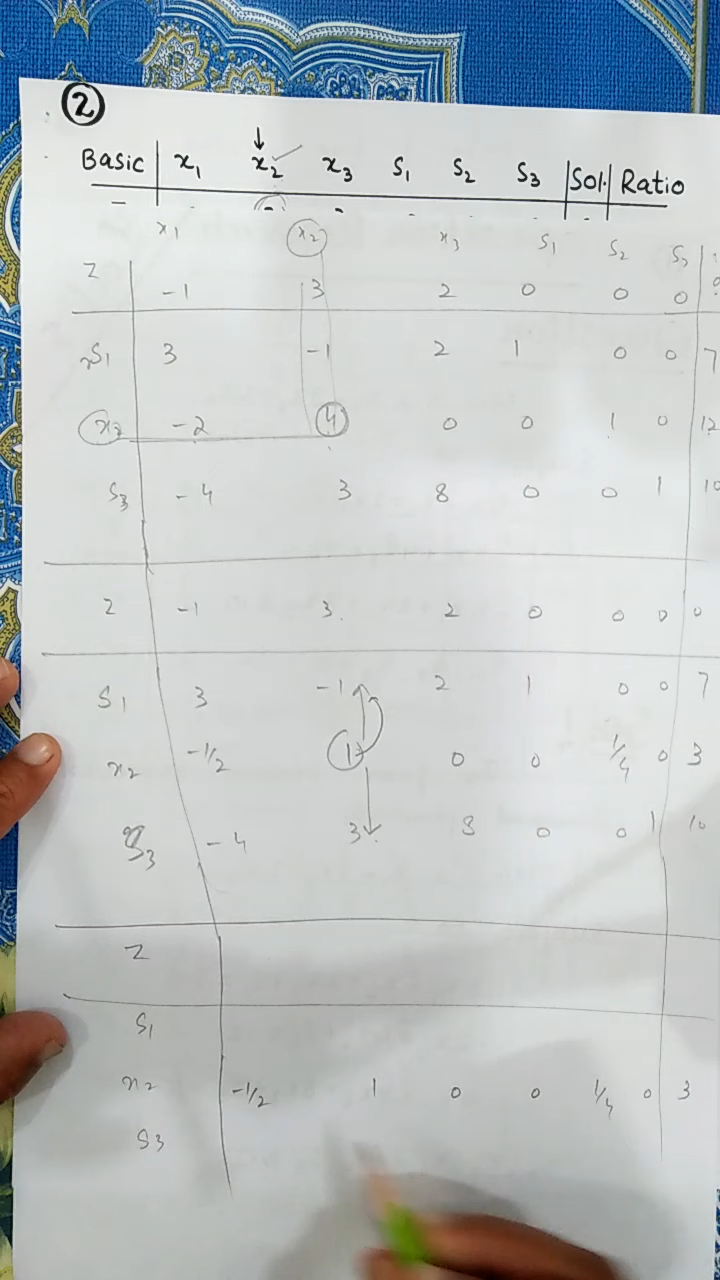 2
Basic x₁ x₂ x₃ S₁ S₂ S₃ Sol. Ratio
x₁ x₂ x₃ S₁ S₂ S₃
Z -1 3 2 0 0 0
S₁ 3 -1 2 1 0 0 7
x₂ -2 4 0 0 1 0 12
S₃ -4 3 8 0 0 1 10
Z -1 3 2 0 0 0 0
S₁ 3 -1 2 1 0 0 7
x₂ -1/2 1 0 0 1/4 0 3
S₃ -4 3 8 0 0 1 10
Z
S₁
x₂ -1/2 1 0 0 1/4 0 3
S3